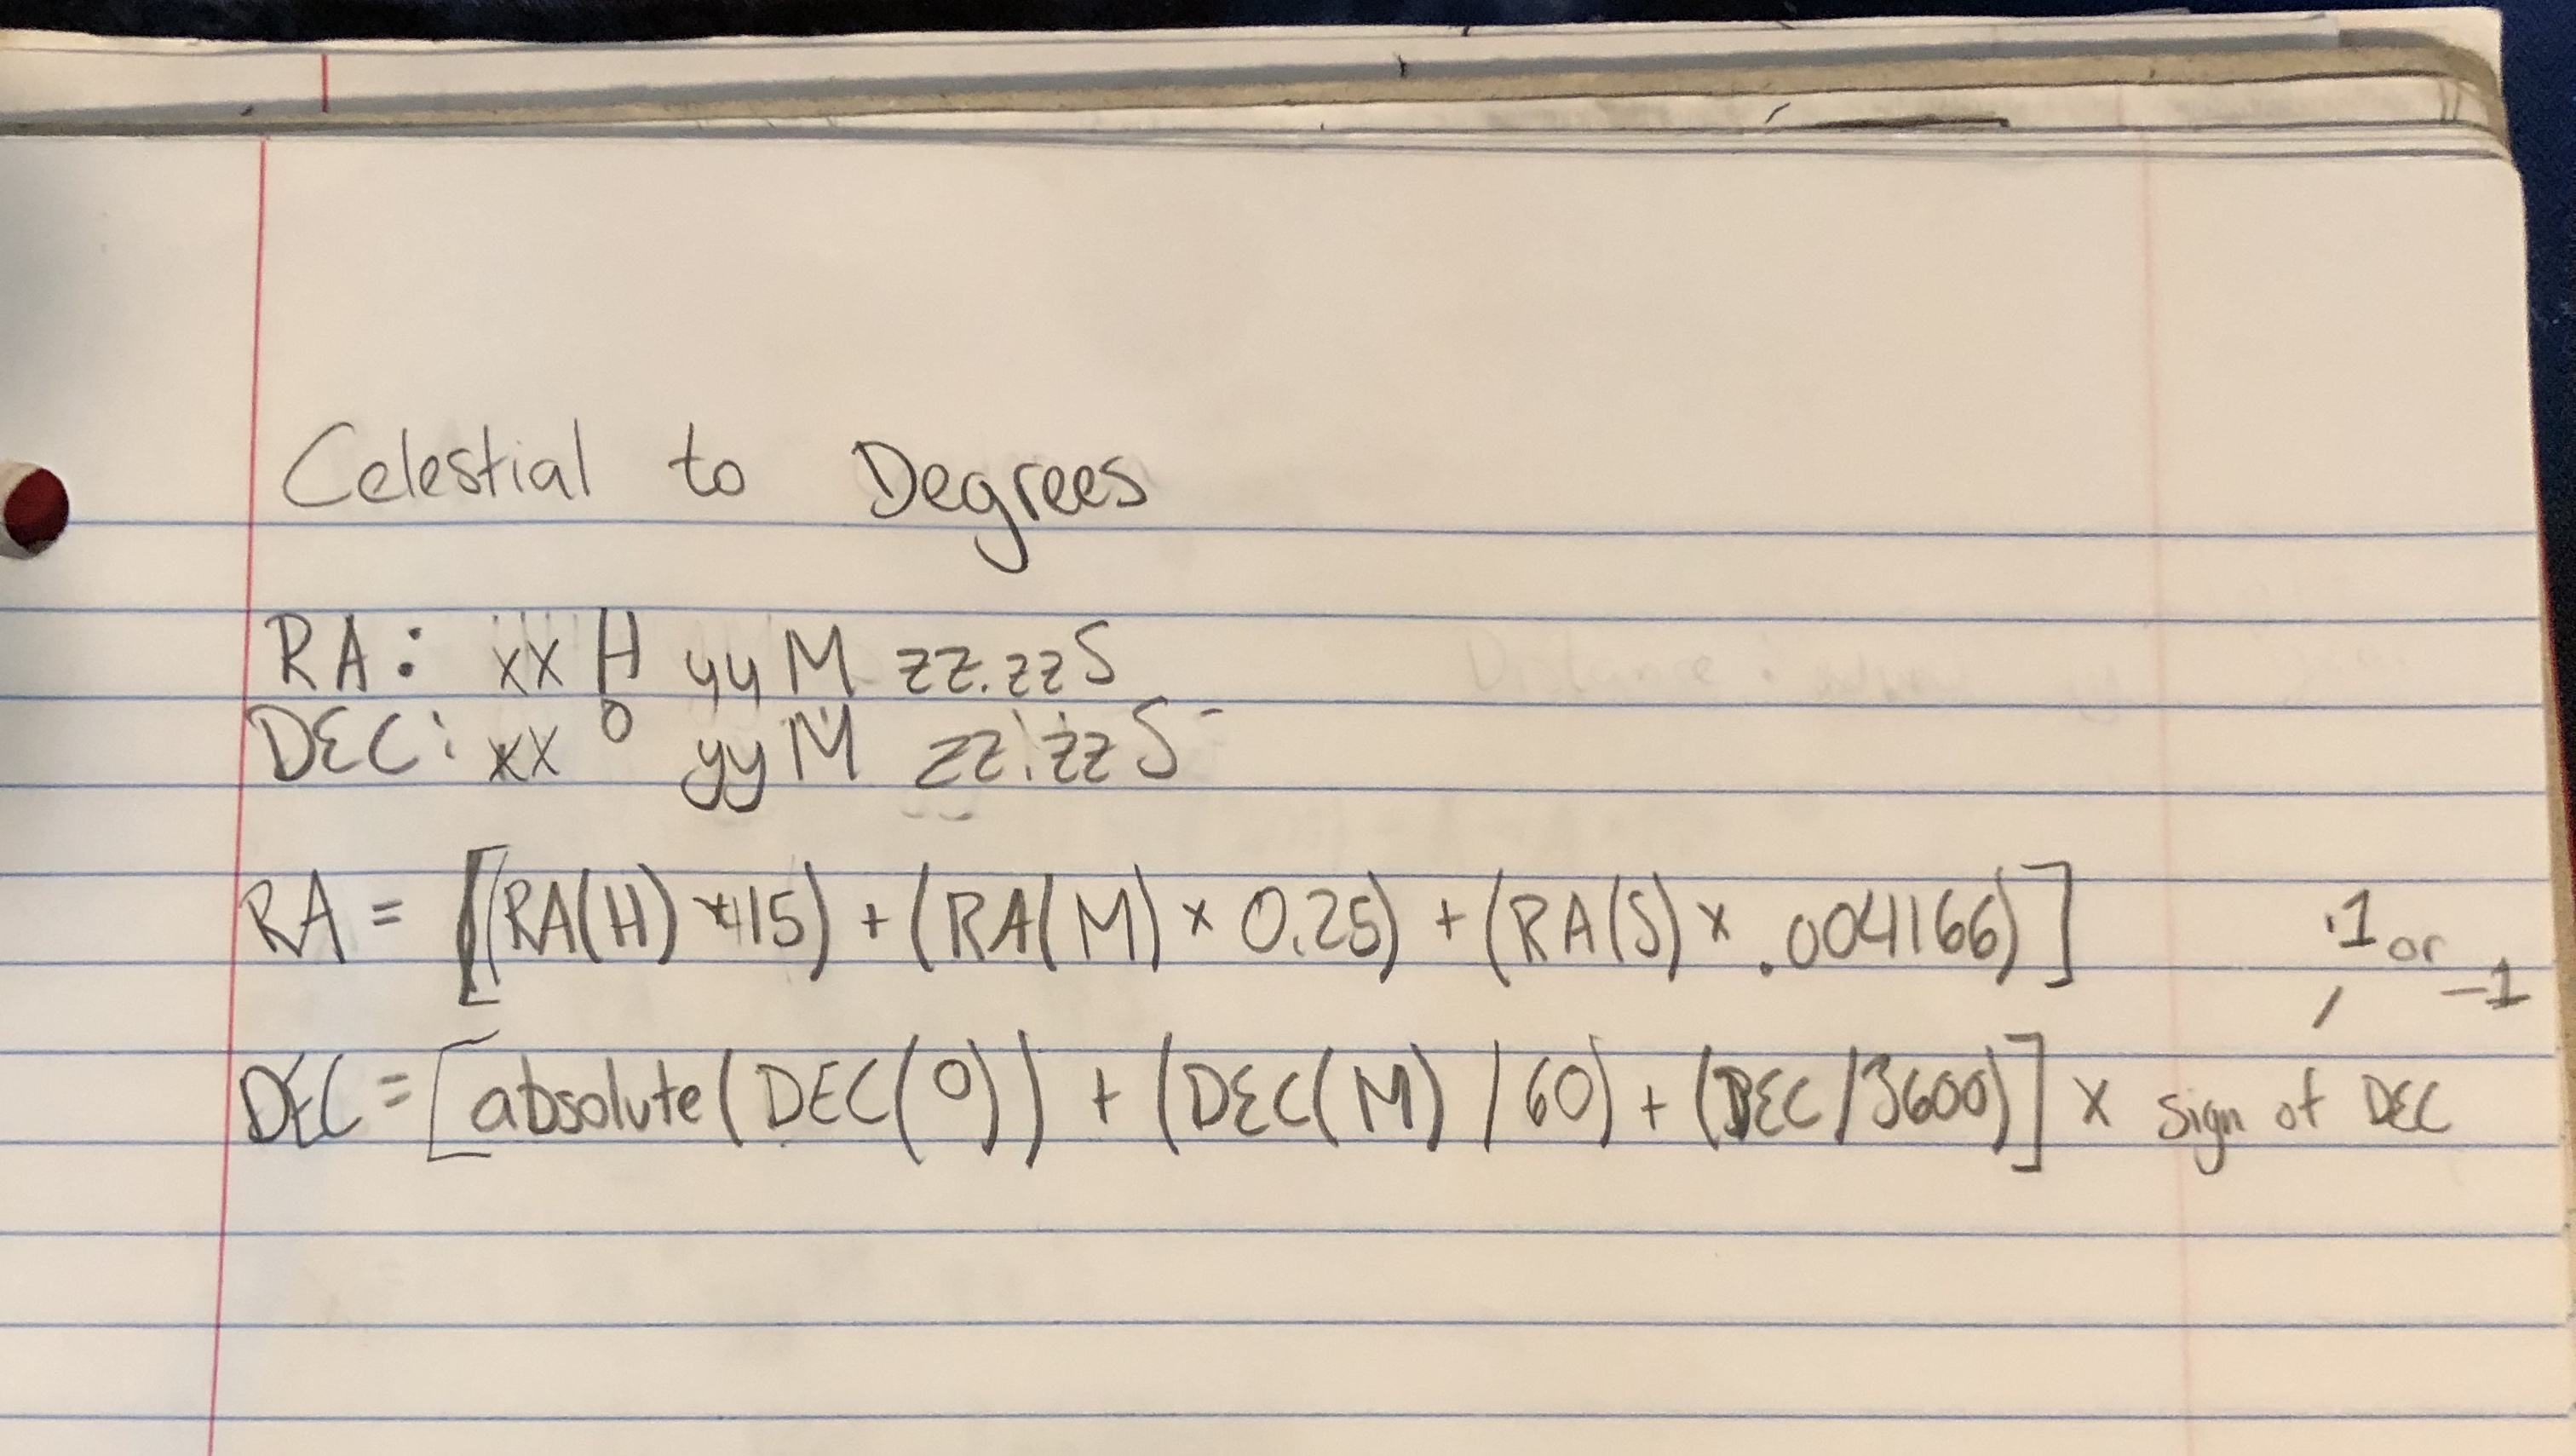 Celestial to Degrees
RA: xx H yy M zz.zz S
DEC: xx ° yy M zz.zz S
RA = [(RA(H) × 15) + (RA(M) × 0.25) + (RA(S) × .004166)]
1 or -1
DEC = [absolute(DEC(°)) + (DEC(M) / 60) + (DEC / 3600)] × sign of DEC